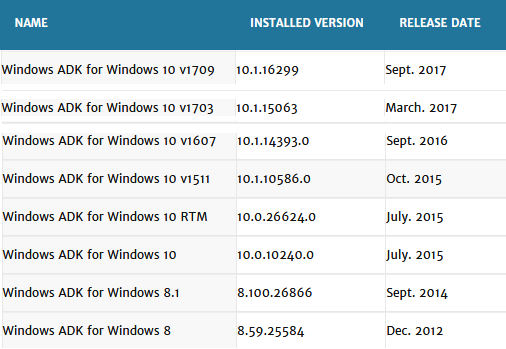 NAME INSTALLED VERSION RELEASE DATE
Windows ADK for Windows 10 v1709 10.1.16299 Sept. 2017
Windows ADK for Windows 10 v1703 10.1.15063 March. 2017
Windows ADK for Windows 10 v1607 10.1.14393.0 Sept. 2016
Windows ADK for Windows 10 v1511 10.1.10586.0 Oct. 2015
Windows ADK for Windows 10 RTM 10.0.26624.0 July. 2015
Windows ADK for Windows 10 10.0.10240.0 July. 2015
Windows ADK for Windows 8.1 8.100.26866 Sept. 2014
Windows ADK for Windows 8 8.59.25584 Dec. 2012